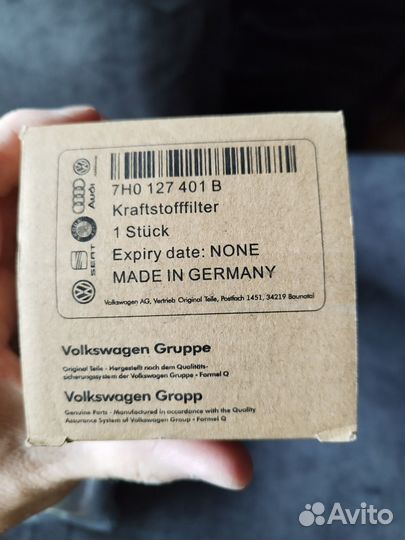 7H0 127 401 B
Kraftstofffilter
1 Stück
Expiry date: NONE
MADE IN GERMANY
Volkswagen AG, Vertrieb Original Teile, Postfach 1451, 34219 Baunatal
Audi
SEAT
Volkswagen Gruppe
Original Teile - Hergestellt nach dem Qualitäts-
sicherungssystem der Volkswagen Gruppe • Formel Q
Volkswagen Gropp
Genuine Parts - Manufactured in accordance with the Quality
Assurance System of Volkswagen Group • Formel Q
Avito